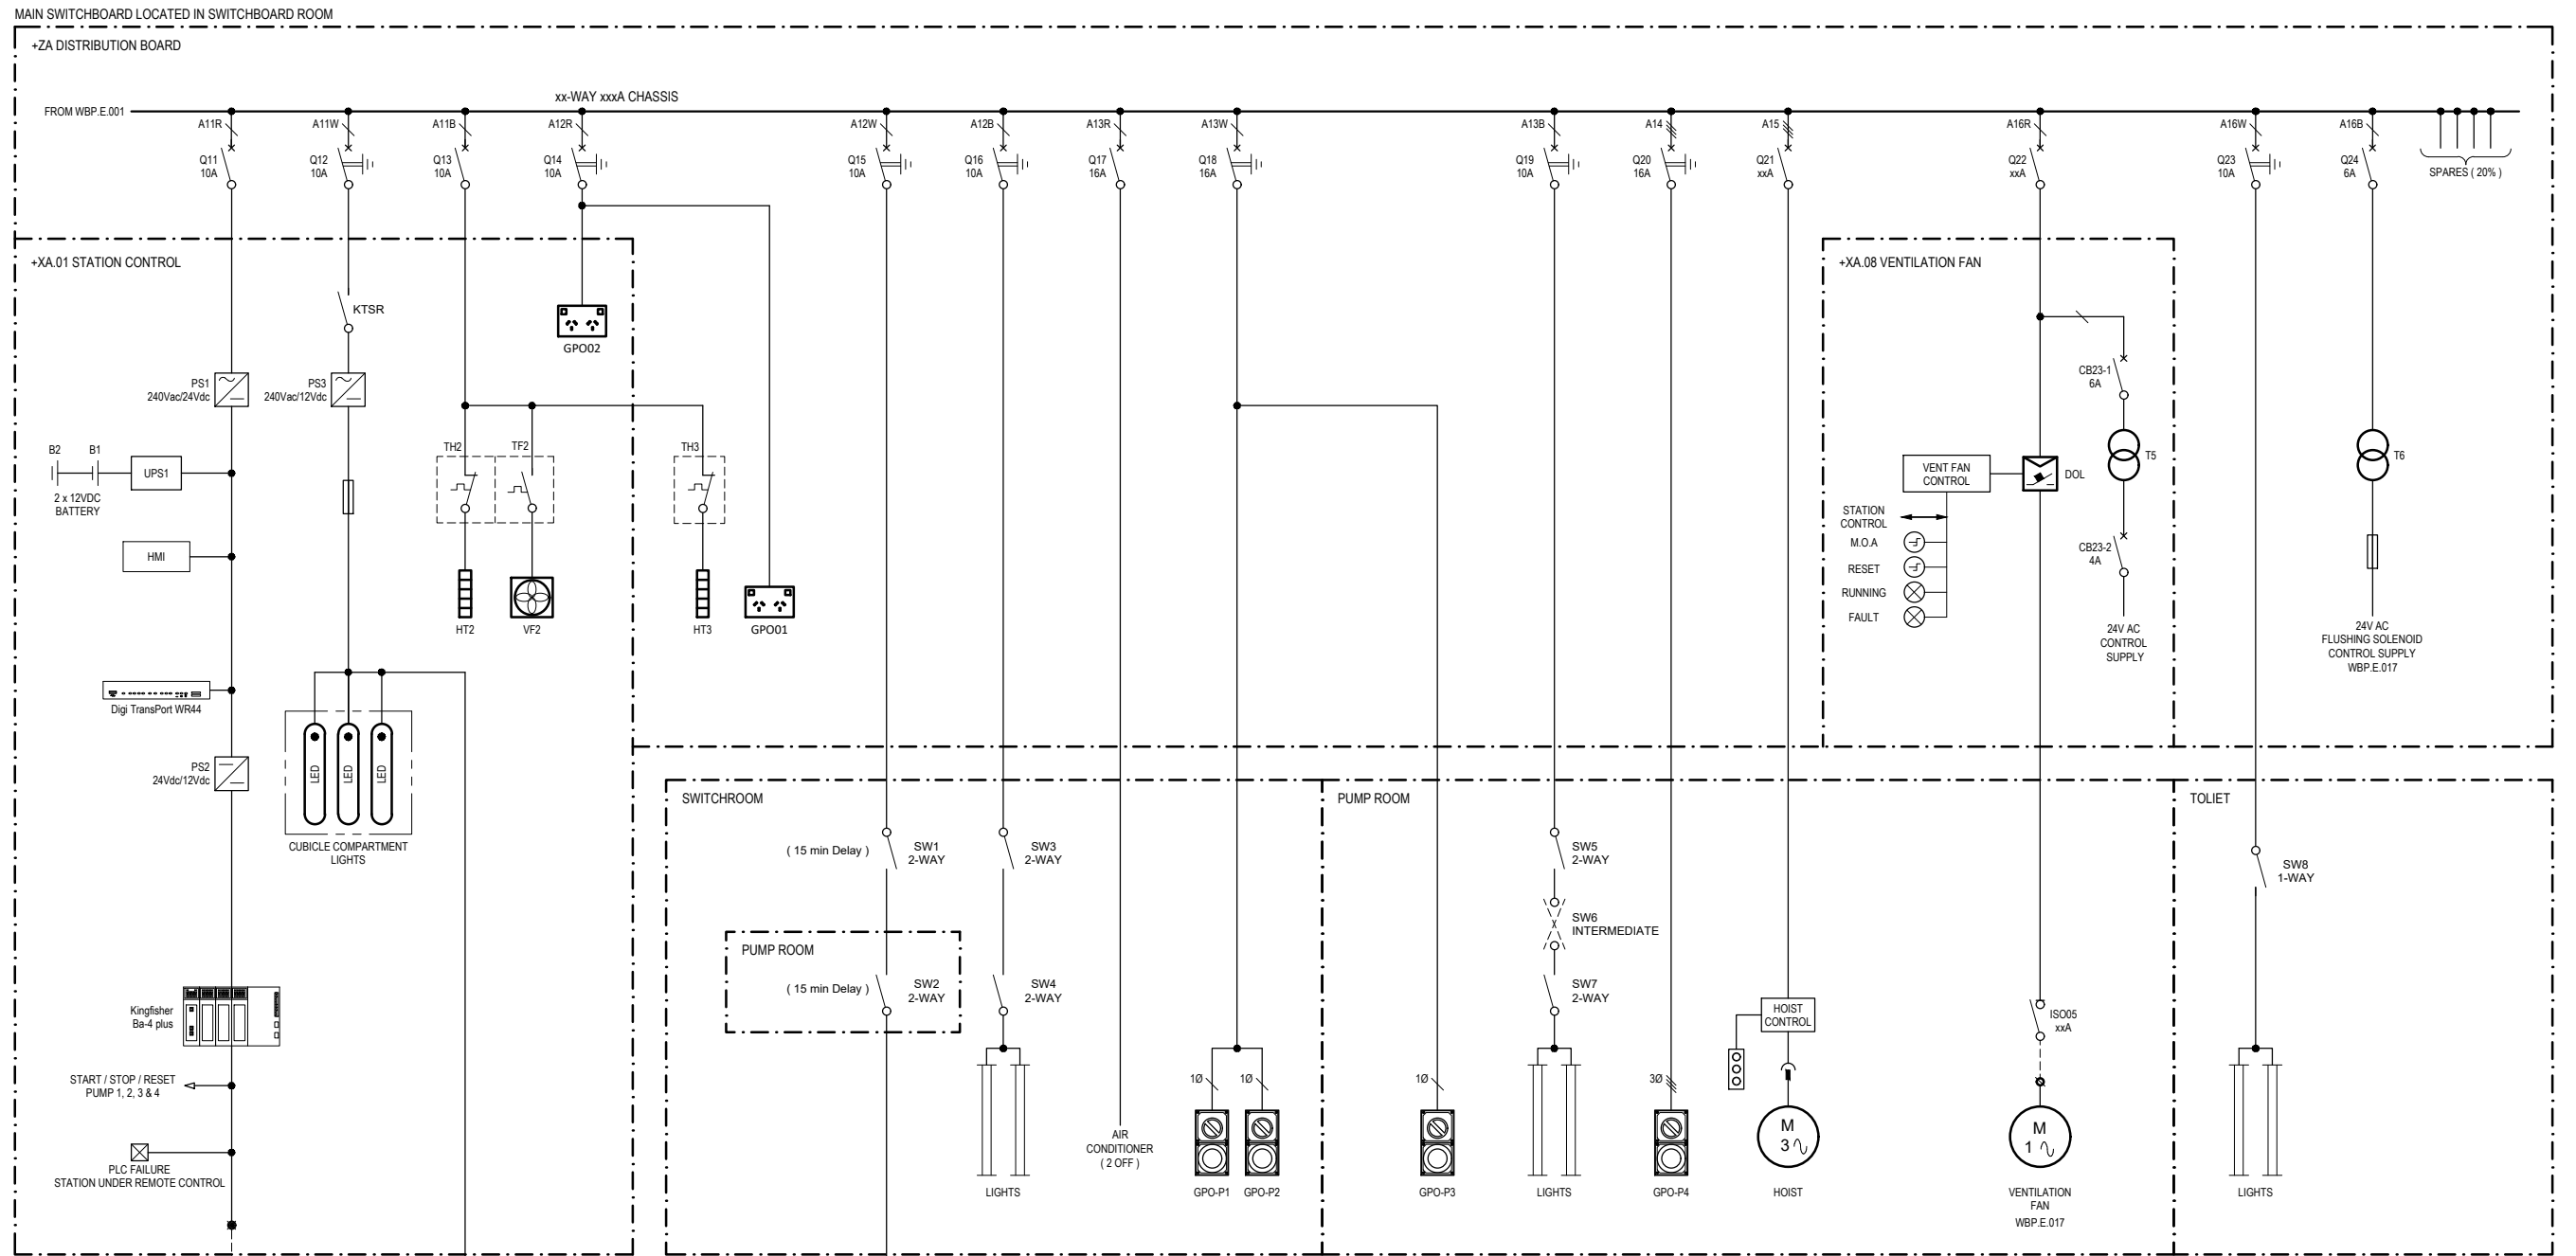 MAIN SWITCHBOARD LOCATED IN SWITCHBOARD ROOM
+ZA DISTRIBUTION BOARD
xx-WAY xxxA CHASSIS
FROM WBP.E.001
A11R
Q11
10A
A11W
Q12
10A
A11B
Q13
10A
A12R
Q14
10A
A12W
Q15
10A
A12B
Q16
10A
A13R
Q17
16A
A13W
Q18
16A
A13B
Q19
10A
A14
Q20
16A
A15
Q21
xxA
A16R
Q22
xxA
A16W
Q23
10A
A16B
Q24
6A
SPARES ( 20% )
+XA.01 STATION CONTROL
KTSR
GPO02
PS1
240Vac/24Vdc
PS3
240Vac/12Vdc
B2
B1
UPS1
2 x 12VDC
BATTERY
HMI
TH2
TF2
TH3
HT2
VF2
HT3
GPO01
Digi TransPort WR44
PS2
24Vdc/12Vdc
LED
LED
LED
CUBICLE COMPARTMENT
LIGHTS
Kingfisher
Ba-4 plus
START / STOP / RESET
PUMP 1, 2, 3 & 4
PLC FAILURE
STATION UNDER REMOTE CONTROL
+XA.08 VENTILATION FAN
CB23-1
6A
T5
VENT FAN
CONTROL
DOL
STATION
CONTROL
M.O.A
RESET
RUNNING
FAULT
CB23-2
4A
24V AC
CONTROL
SUPPLY
T6
24V AC
FLUSHING SOLENOID
CONTROL SUPPLY
WBP.E.017
SWITCHROOM
( 15 min Delay )
SW1
2-WAY
SW3
2-WAY
PUMP ROOM
( 15 min Delay )
SW2
2-WAY
SW4
2-WAY
LIGHTS
AIR
CONDITIONER
( 2 OFF )
1Ø
1Ø
GPO-P1
GPO-P2
PUMP ROOM
1Ø
GPO-P3
SW5
2-WAY
SW6
INTERMEDIATE
SW7
2-WAY
LIGHTS
3Ø
GPO-P4
HOIST
CONTROL
M
3
HOIST
ISO05
xxA
M
1
VENTILATION
FAN
WBP.E.017
TOLIET
SW8
1-WAY
LIGHTS